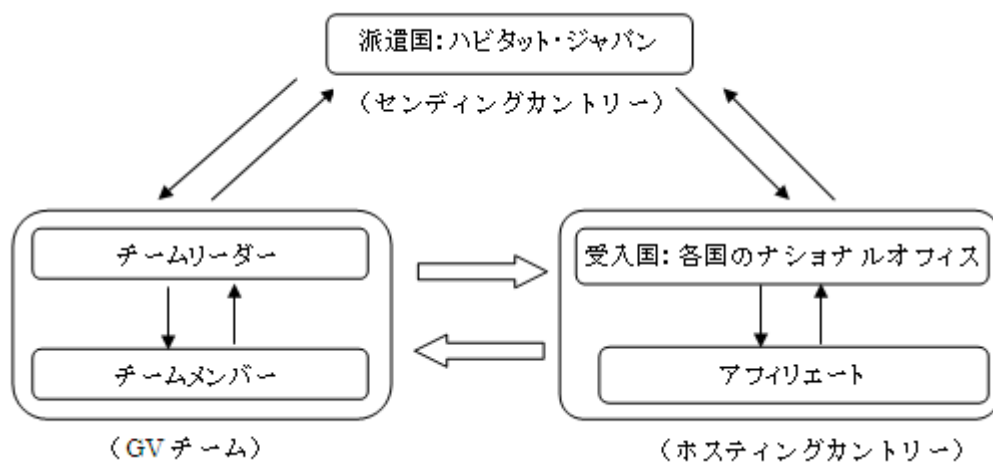 派遣国：ハビタット・ジャパン
（センディングカントリー）
チームリーダー
チームメンバー
（GV チーム）
受入国：各国のナショナルオフィス
アフィリエート
（ホスティングカントリー）